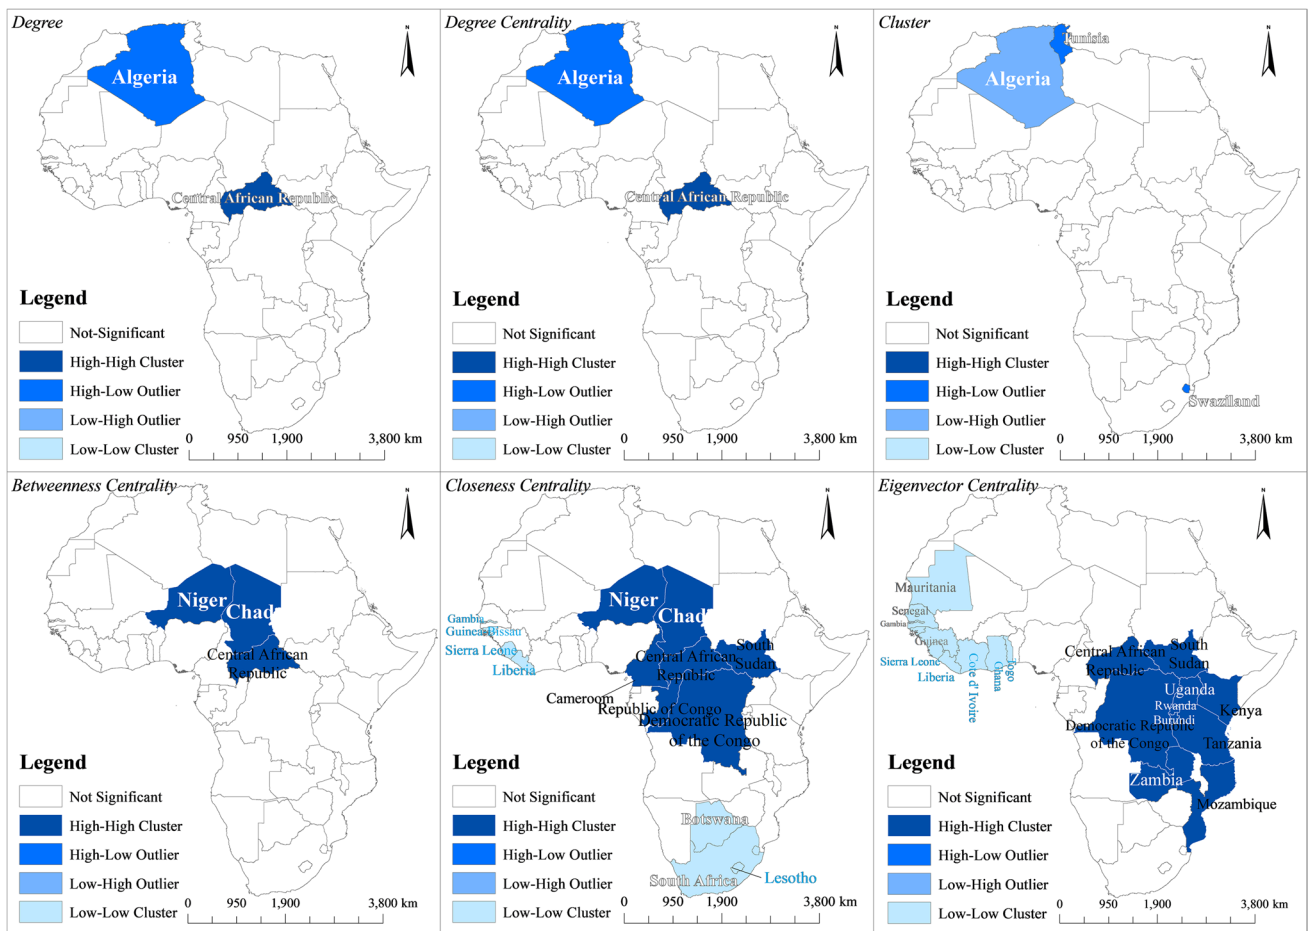 Degree
N
Algeria
Central African Republic
Legend
Not-Significant
High-High Cluster
High-Low Outlier
Low-High Outlier
Low-Low Cluster
0 950 1,900 3,800 km
Degree Centrality
N
Algeria
Central African Republic
Legend
Not Significant
High-High Cluster
High-Low Outlier
Low-High Outlier
Low-Low Cluster
0 950 1,900 3,800 km
Cluster
N
Tunisia
Algeria
Swaziland
Legend
Not Significant
High-High Cluster
High-Low Outlier
Low-High Outlier
Low-Low Cluster
0 950 1,900 3,800 km
Betweenness Centrality
N
Niger
Chad
Central African
Republic
Legend
Not Significant
High-High Cluster
High-Low Outlier
Low-High Outlier
Low-Low Cluster
0 950 1,900 3,800 km
Closeness Centrality
N
Niger
Chad
Gambia
Guinea-Bissau
Sierra Leone
Liberia
South
Sudan
Central African
Republic
Cameroom
Republic of Congo
Democratic Republic
of the Congo
Botswana
South Africa
Lesotho
Legend
Not Significant
High-High Cluster
High-Low Outlier
Low-High Outlier
Low-Low Cluster
0 950 1,900 3,800 km
Eigenvector Centrality
N
Mauritania
Senegal
Gambia
Guinea
Sierra Leone
Liberia
Cote d' Ivoire
Ghana
Togo
Central African
Republic
South
Sudan
Uganda
Rwanda
Burundi
Kenya
Democratic Republic
of the Congo
Tanzania
Zambia
Mozambique
Legend
Not Significant
High-High Cluster
High-Low Outlier
Low-High Outlier
Low-Low Cluster
0 950 1,900 3,800 km